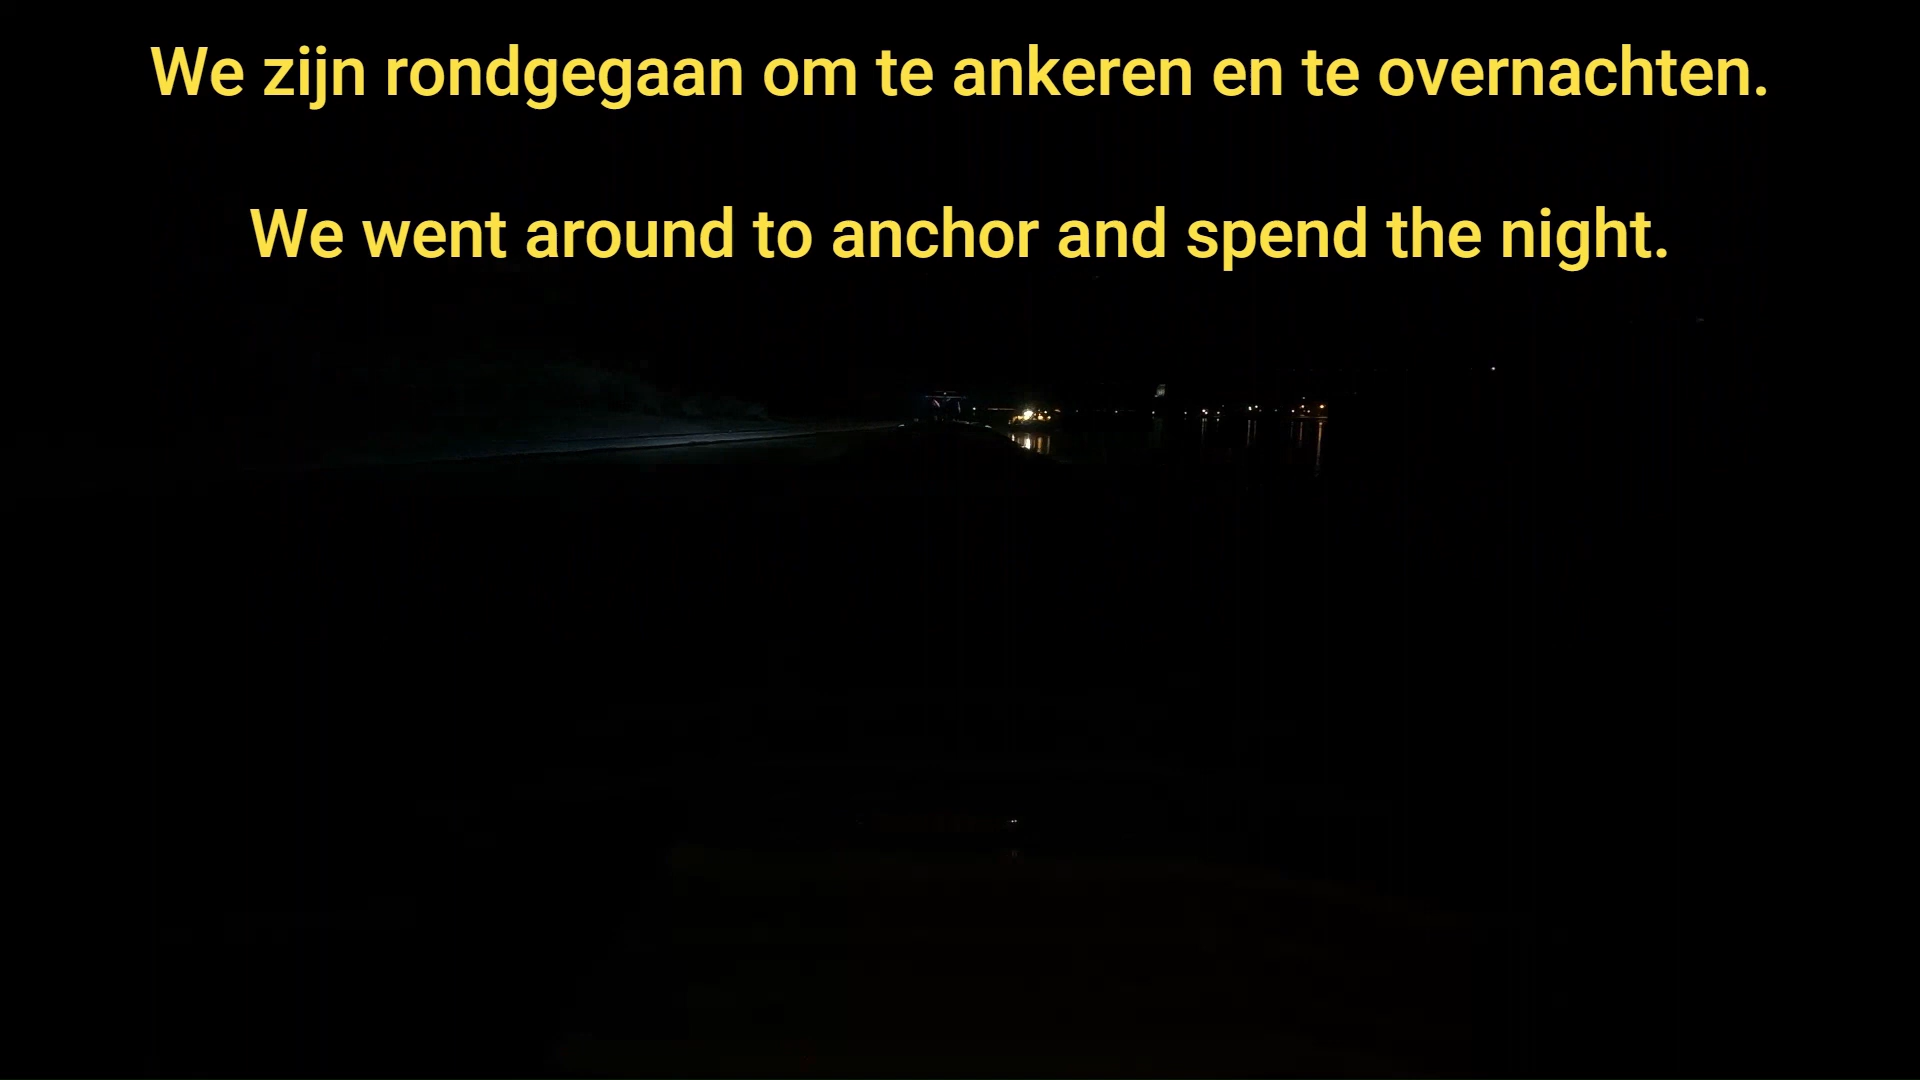 We zijn rondgegaan om te ankeren en te overnachten.
We went around to anchor and spend the night.